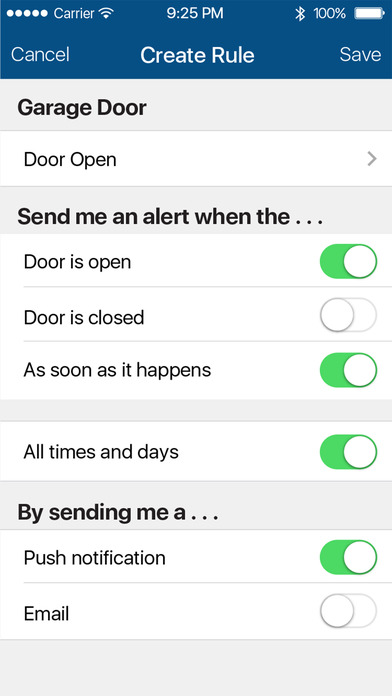 Carrier 9:25 PM 100%
Cancel Create Rule Save
Garage Door
Door Open
Send me an alert when the . . .
Door is open
Door is closed
As soon as it happens
All times and days
By sending me a . . .
Push notification
Email